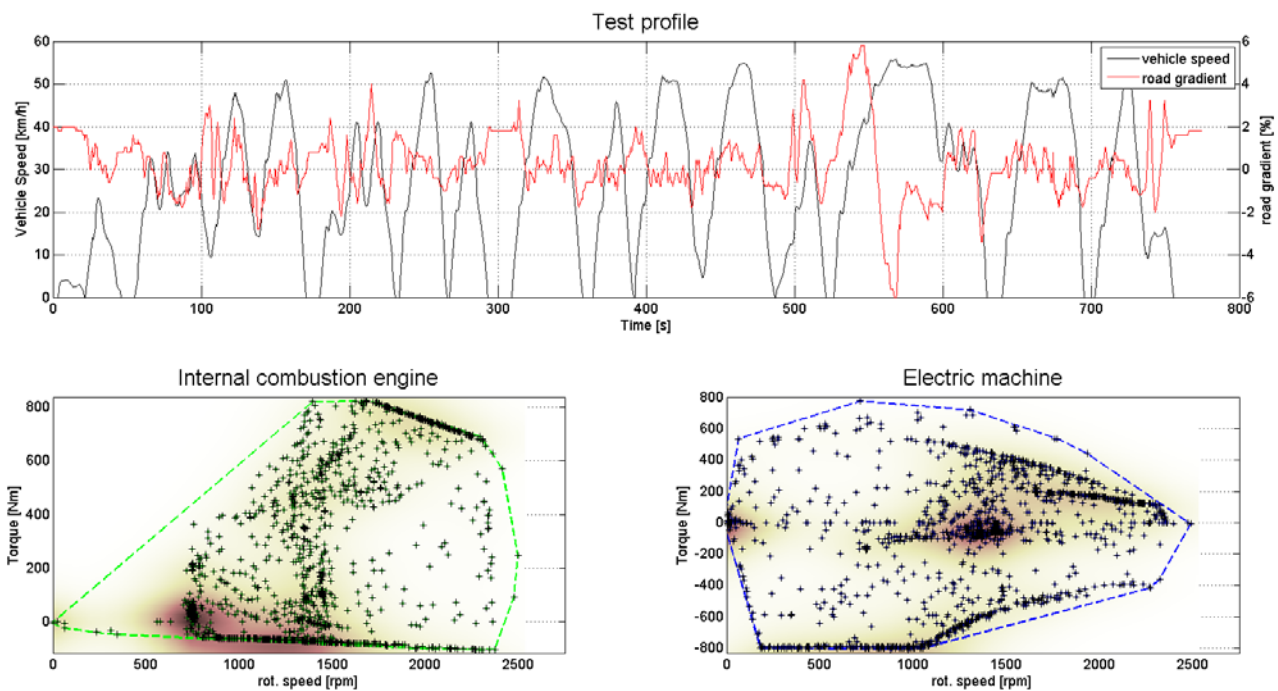 Test profile
60
50
40
30
20
10
0
Vehicle Speed [km/h]
6
4
2
0
-2
-4
-6
road gradient [%]
vehicle speed
road gradient
0 100 200 300 400 500 600 700 800
Time [s]
Internal combustion engine
800
600
400
200
0
Torque [Nm]
0 500 1000 1500 2000 2500
rot. speed [rpm]
Electric machine
800
600
400
200
0
-200
-400
-600
-800
Torque [Nm]
0 500 1000 1500 2000 2500
rot. speed [rpm]